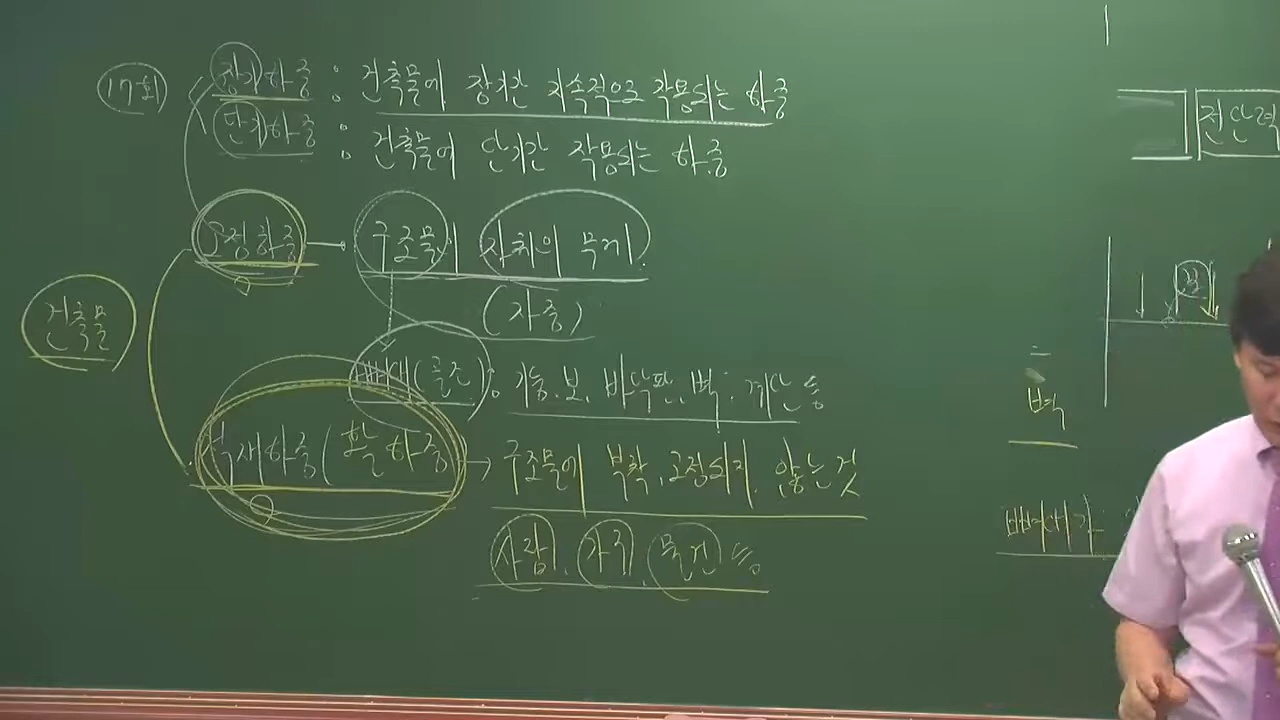 17회
장기하중 : 건축물에 장기간 지속적으로 작용되는 하중
단기하중 : 건축물에 단기간 작용되는 하중
고정하중 - 구조물의 자체의 무게
(자중)
건축물
뼈대(골조) : 기둥, 보, 바닥판, 벽, 계단 등
적재하중(활하중) → 구조물에 부착, 고정되지 않는 것
사람, 가구, 물건 등
전단력
벽